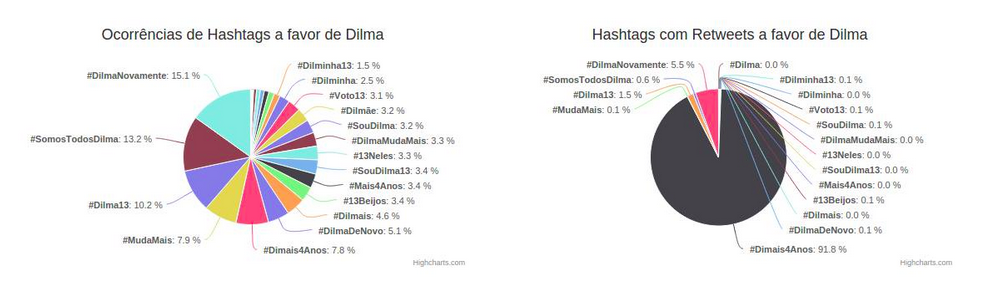 Ocorrências de Hashtags a favor de Dilma
#Dilminha13: 1.5 %
#Dilminha: 2.5 %
#Voto13: 3.1 %
#Dilmãe: 3.2 %
#SouDilma: 3.2 %
#DilmaMudaMais: 3.3 %
#13Neles: 3.3 %
#SouDilma13: 3.4 %
#Mais4Anos: 3.4 %
#13Beijos: 3.4 %
#Dilmais: 4.6 %
#DilmaDeNovo: 5.1 %
#Dimais4Anos: 7.8 %
#MudaMais: 7.9 %
#Dilma13: 10.2 %
#SomosTodosDilma: 13.2 %
#DilmaNovamente: 15.1 %
Highcharts.com
Hashtags com Retweets a favor de Dilma
#DilmaNovamente: 5.5 %
#SomosTodosDilma: 0.6 %
#Dilma13: 1.5 %
#MudaMais: 0.1 %
#Dilma: 0.0 %
#Dilminha13: 0.1 %
#Dilminha: 0.0 %
#Voto13: 0.1 %
#SouDilma: 0.1 %
#DilmaMudaMais: 0.0 %
#13Neles: 0.0 %
#SouDilma13: 0.0 %
#Mais4Anos: 0.0 %
#13Beijos: 0.1 %
#Dilmais: 0.0 %
#DilmaDeNovo: 0.1 %
#Dimais4Anos: 91.8 %
Highcharts.com